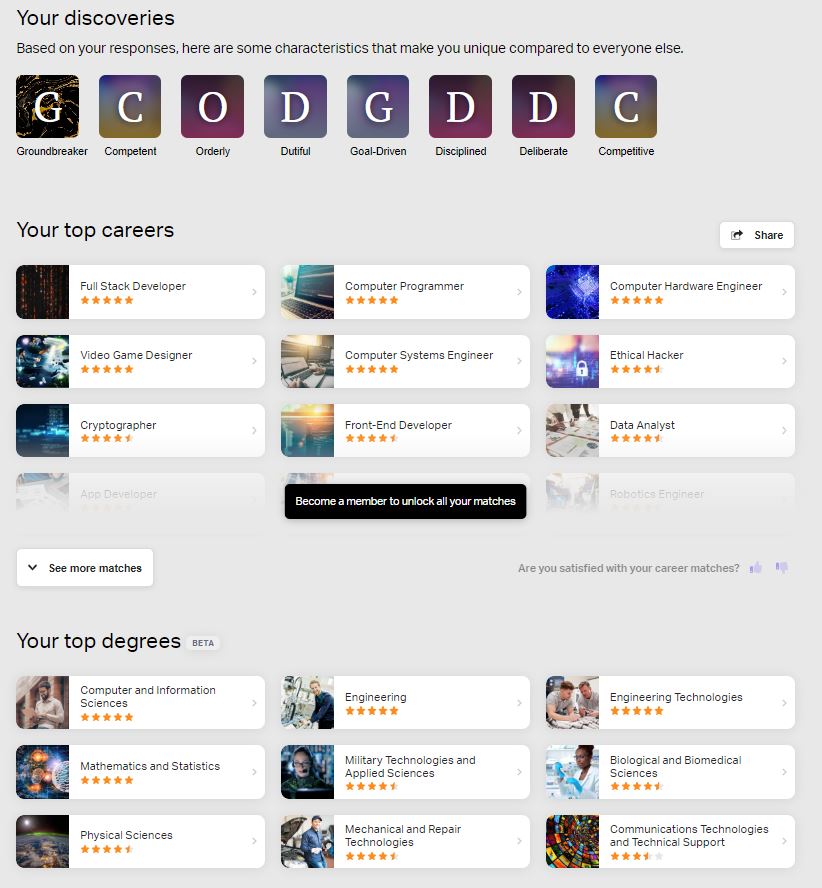 Your discoveries
Based on your responses, here are some characteristics that make you unique compared to everyone else.
G C O D G D D C
Groundbreaker Competent Orderly Dutiful Goal-Driven Disciplined Deliberate Competitive
Your top careers
Share
Full Stack Developer
Computer Programmer
Computer Hardware Engineer
Video Game Designer
Computer Systems Engineer
Ethical Hacker
Cryptographer
Front-End Developer
Data Analyst
App Developer
Become a member to unlock all your matches
Robotics Engineer
See more matches
Are you satisfied with your career matches?
Your top degrees BETA
Computer and Information
Sciences
Engineering
Engineering Technologies
Mathematics and Statistics
Military Technologies and
Applied Sciences
Biological and Biomedical
Sciences
Physical Sciences
Mechanical and Repair
Technologies
Communications Technologies
and Technical Support